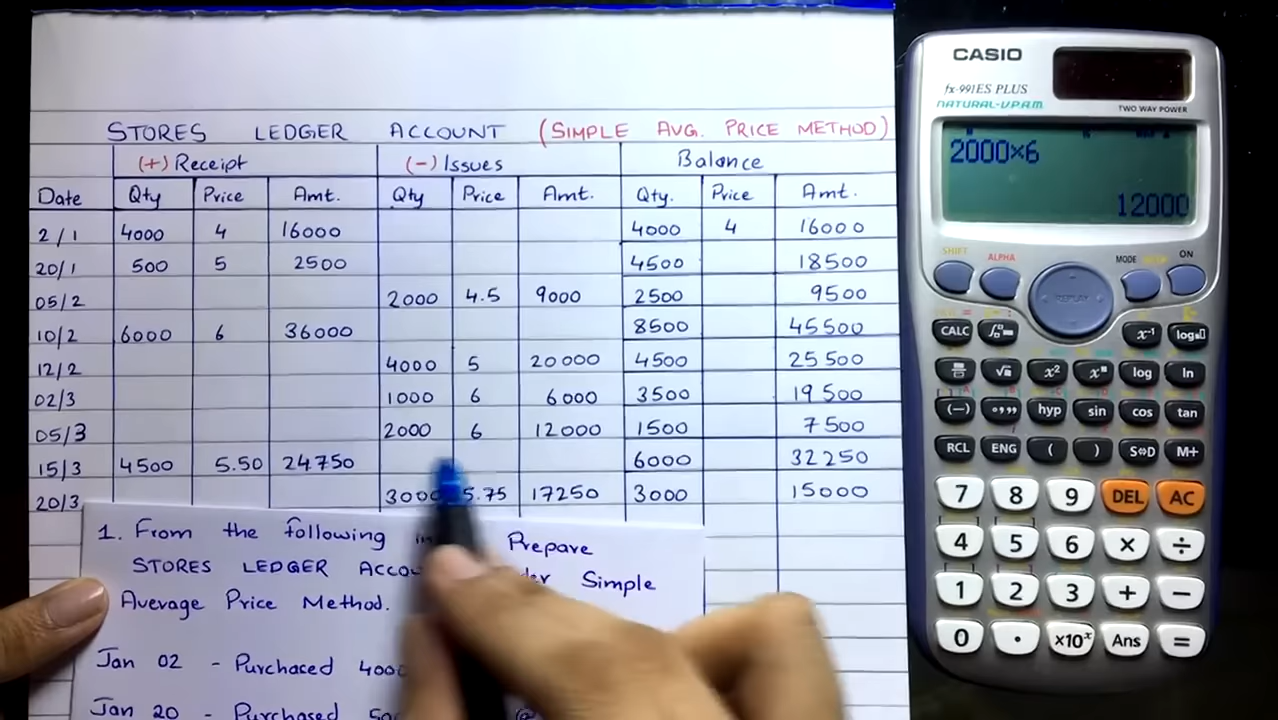 STORES LEDGER ACCOUNT (SIMPLE AVG. PRICE METHOD)
(+) Receipt (-) Issues Balance
Date Qty Price Amt. Qty Price Amt. Qty. Price Amt.
2/1 4000 4 16000 4000 4 16000
20/1 500 5 2500 4500 18500
05/2 2000 4.5 9000 2500 9500
10/2 6000 6 36000 8500 45500
12/2 4000 5 20000 4500 25500
02/3 1000 6 6000 3500 19500
05/3 2000 6 12000 1500 7500
15/3 4500 5.50 24750 6000 32250
20/3 3000 5.75 17250 3000 15000
1. From the following Prepare
STORES LEDGER Simple
Average Price Method.
Jan 02 - Purchased
Jan 20 - Purchased
CASIO
fx-991ES PLUS
NATURAL-V.P.A.M.
TWO WAY POWER
2000×6
12000
SHIFT ALPHA MODE ON
REPLAY
CALC x⁻¹
√ x² log ln
(−) hyp sin cos tan
RCL ENG ( ) S⇔D M+
7 8 9 DEL AC
4 5 6 × ÷
1 2 3 + −
0 . ×10ˣ Ans =